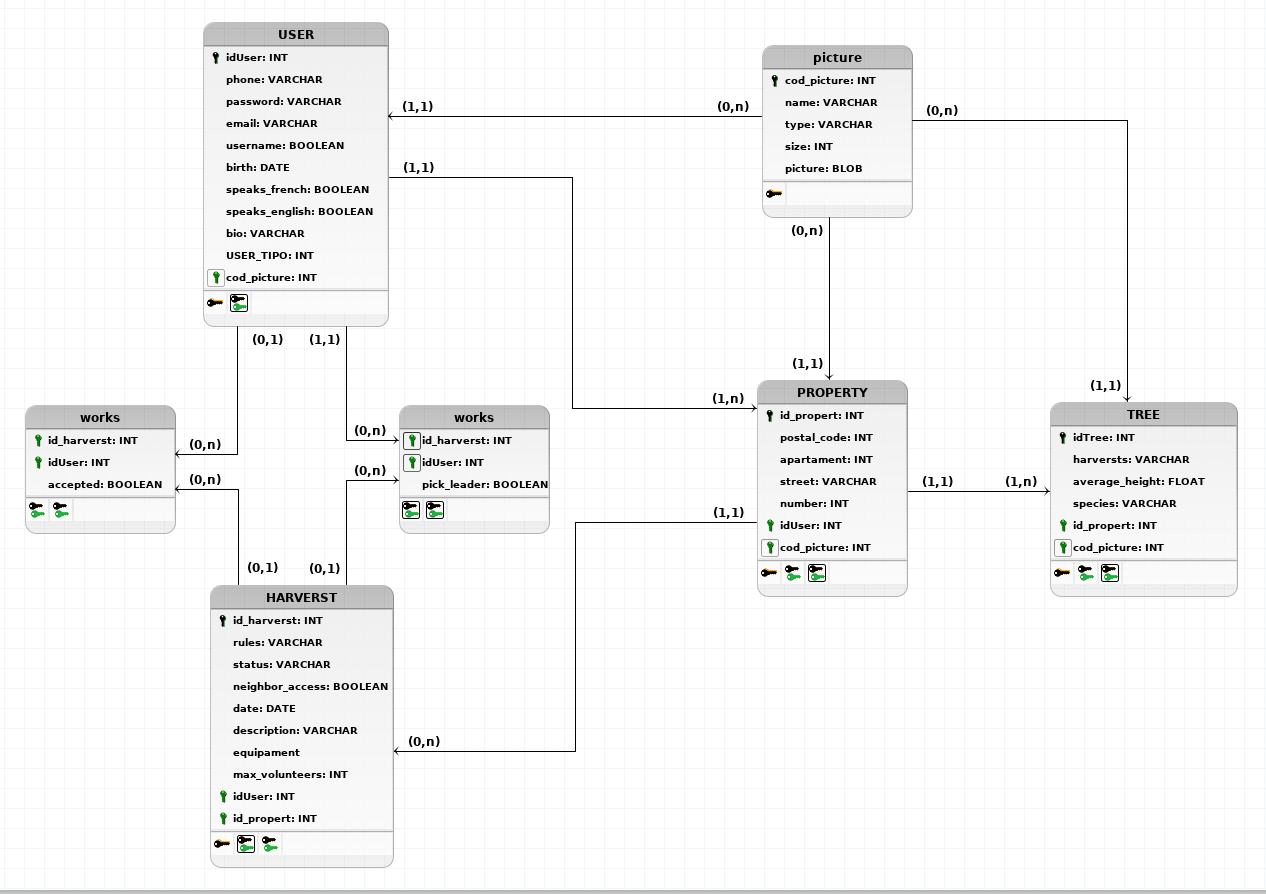 USER
idUser: INT
phone: VARCHAR
password: VARCHAR
email: VARCHAR
username: BOOLEAN
birth: DATE
speaks_french: BOOLEAN
speaks_english: BOOLEAN
bio: VARCHAR
USER_TIPO: INT
cod_picture: INT
(1,1)
(0,n)
(1,1)
picture
cod_picture: INT
name: VARCHAR
type: VARCHAR
size: INT
picture: BLOB
(0,n)
(0,n)
(0,1)
(1,1)
(1,1)
(1,1)
(1,n)
works
id_harverst: INT
idUser: INT
accepted: BOOLEAN
(0,n)
(0,n)
works
id_harverst: INT
idUser: INT
pick_leader: BOOLEAN
(0,n)
(0,n)
PROPERTY
id_propert: INT
postal_code: INT
apartament: INT
street: VARCHAR
number: INT
idUser: INT
cod_picture: INT
(1,1)
(1,n)
(1,1)
TREE
idTree: INT
harversts: VARCHAR
average_height: FLOAT
species: VARCHAR
id_propert: INT
cod_picture: INT
(0,1)
(0,1)
HARVERST
id_harverst: INT
rules: VARCHAR
status: VARCHAR
neighbor_access: BOOLEAN
date: DATE
description: VARCHAR
equipament
max_volunteers: INT
idUser: INT
id_propert: INT
(0,n)